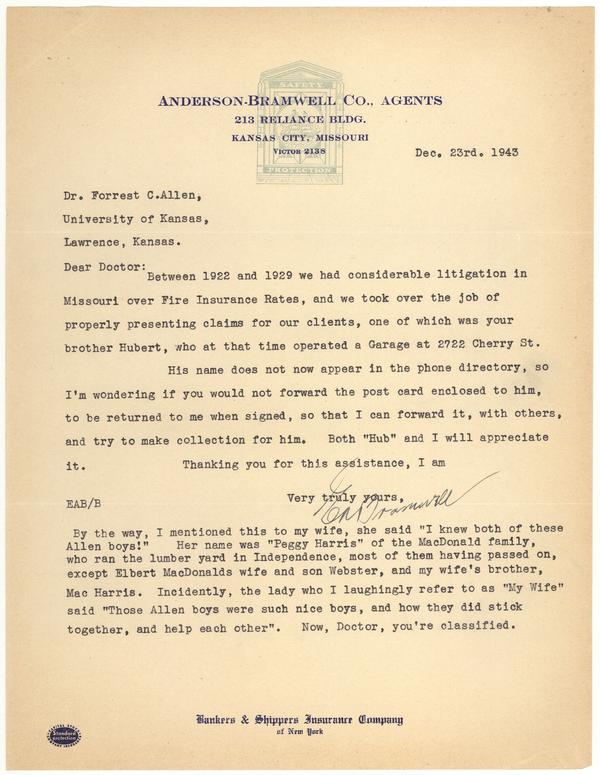 SAFETY
ANDERSON-BRAMWELL CO., AGENTS
213 RELIANCE BLDG.
KANSAS CITY, MISSOURI
VICTOR 2138
PROTECTION
Dec. 23rd. 1943
Dr. Forrest C.Allen,
University of Kansas,
Lawrence, Kansas.
Dear Doctor:
Between 1922 and 1929 we had considerable litigation in
Missouri over Fire Insurance Rates, and we took over the job of
properly presenting claims for our clients, one of which was your
brother Hubert, who at that time operated a Garage at 2722 Cherry St.
His name does not now appear in the phone directory, so
I'm wondering if you would not forward the post card enclosed to him,
to be returned to me when signed, so that I can forward it, with others,
and try to make collection for him. Both "Hub" and I will appreciate
it. Thanking you for this assistance, I am
Very truly yours,
EABramwell
EAB/B
By the way, I mentioned this to my wife, she said "I knew both of these
Allen boys!" Her name was "Peggy Harris" of the MacDonald family,
who ran the lumber yard in Independence, most of them having passed on,
except Elbert MacDonalds wife and son Webster, and my wife's brother,
Mac Harris. Incidently, the lady who I laughingly refer to as "My Wife"
said "Those Allen boys were such nice boys, and how they did stick
together, and help each other". Now, Doctor, you're classified.
Bankers & Shippers Insurance Company
of New York
Standard
protection